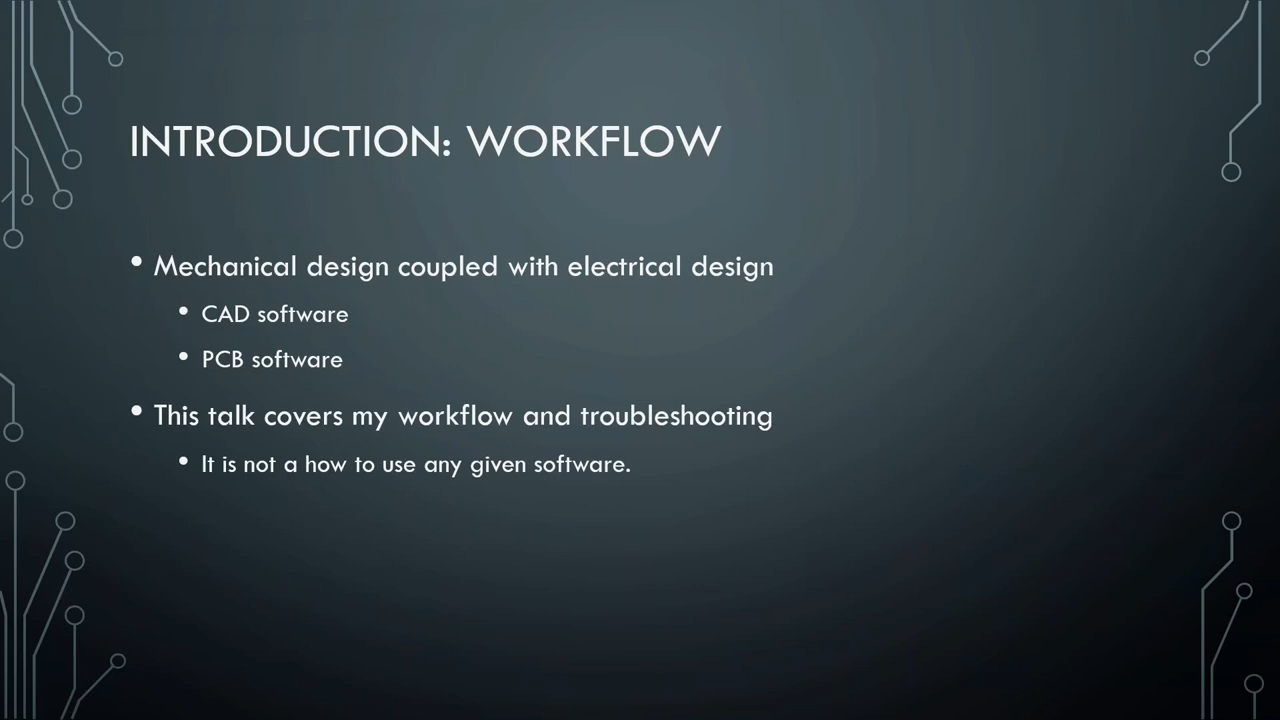 INTRODUCTION: WORKFLOW
• Mechanical design coupled with electrical design
• CAD software
• PCB software
• This talk covers my workflow and troubleshooting
• It is not a how to use any given software.